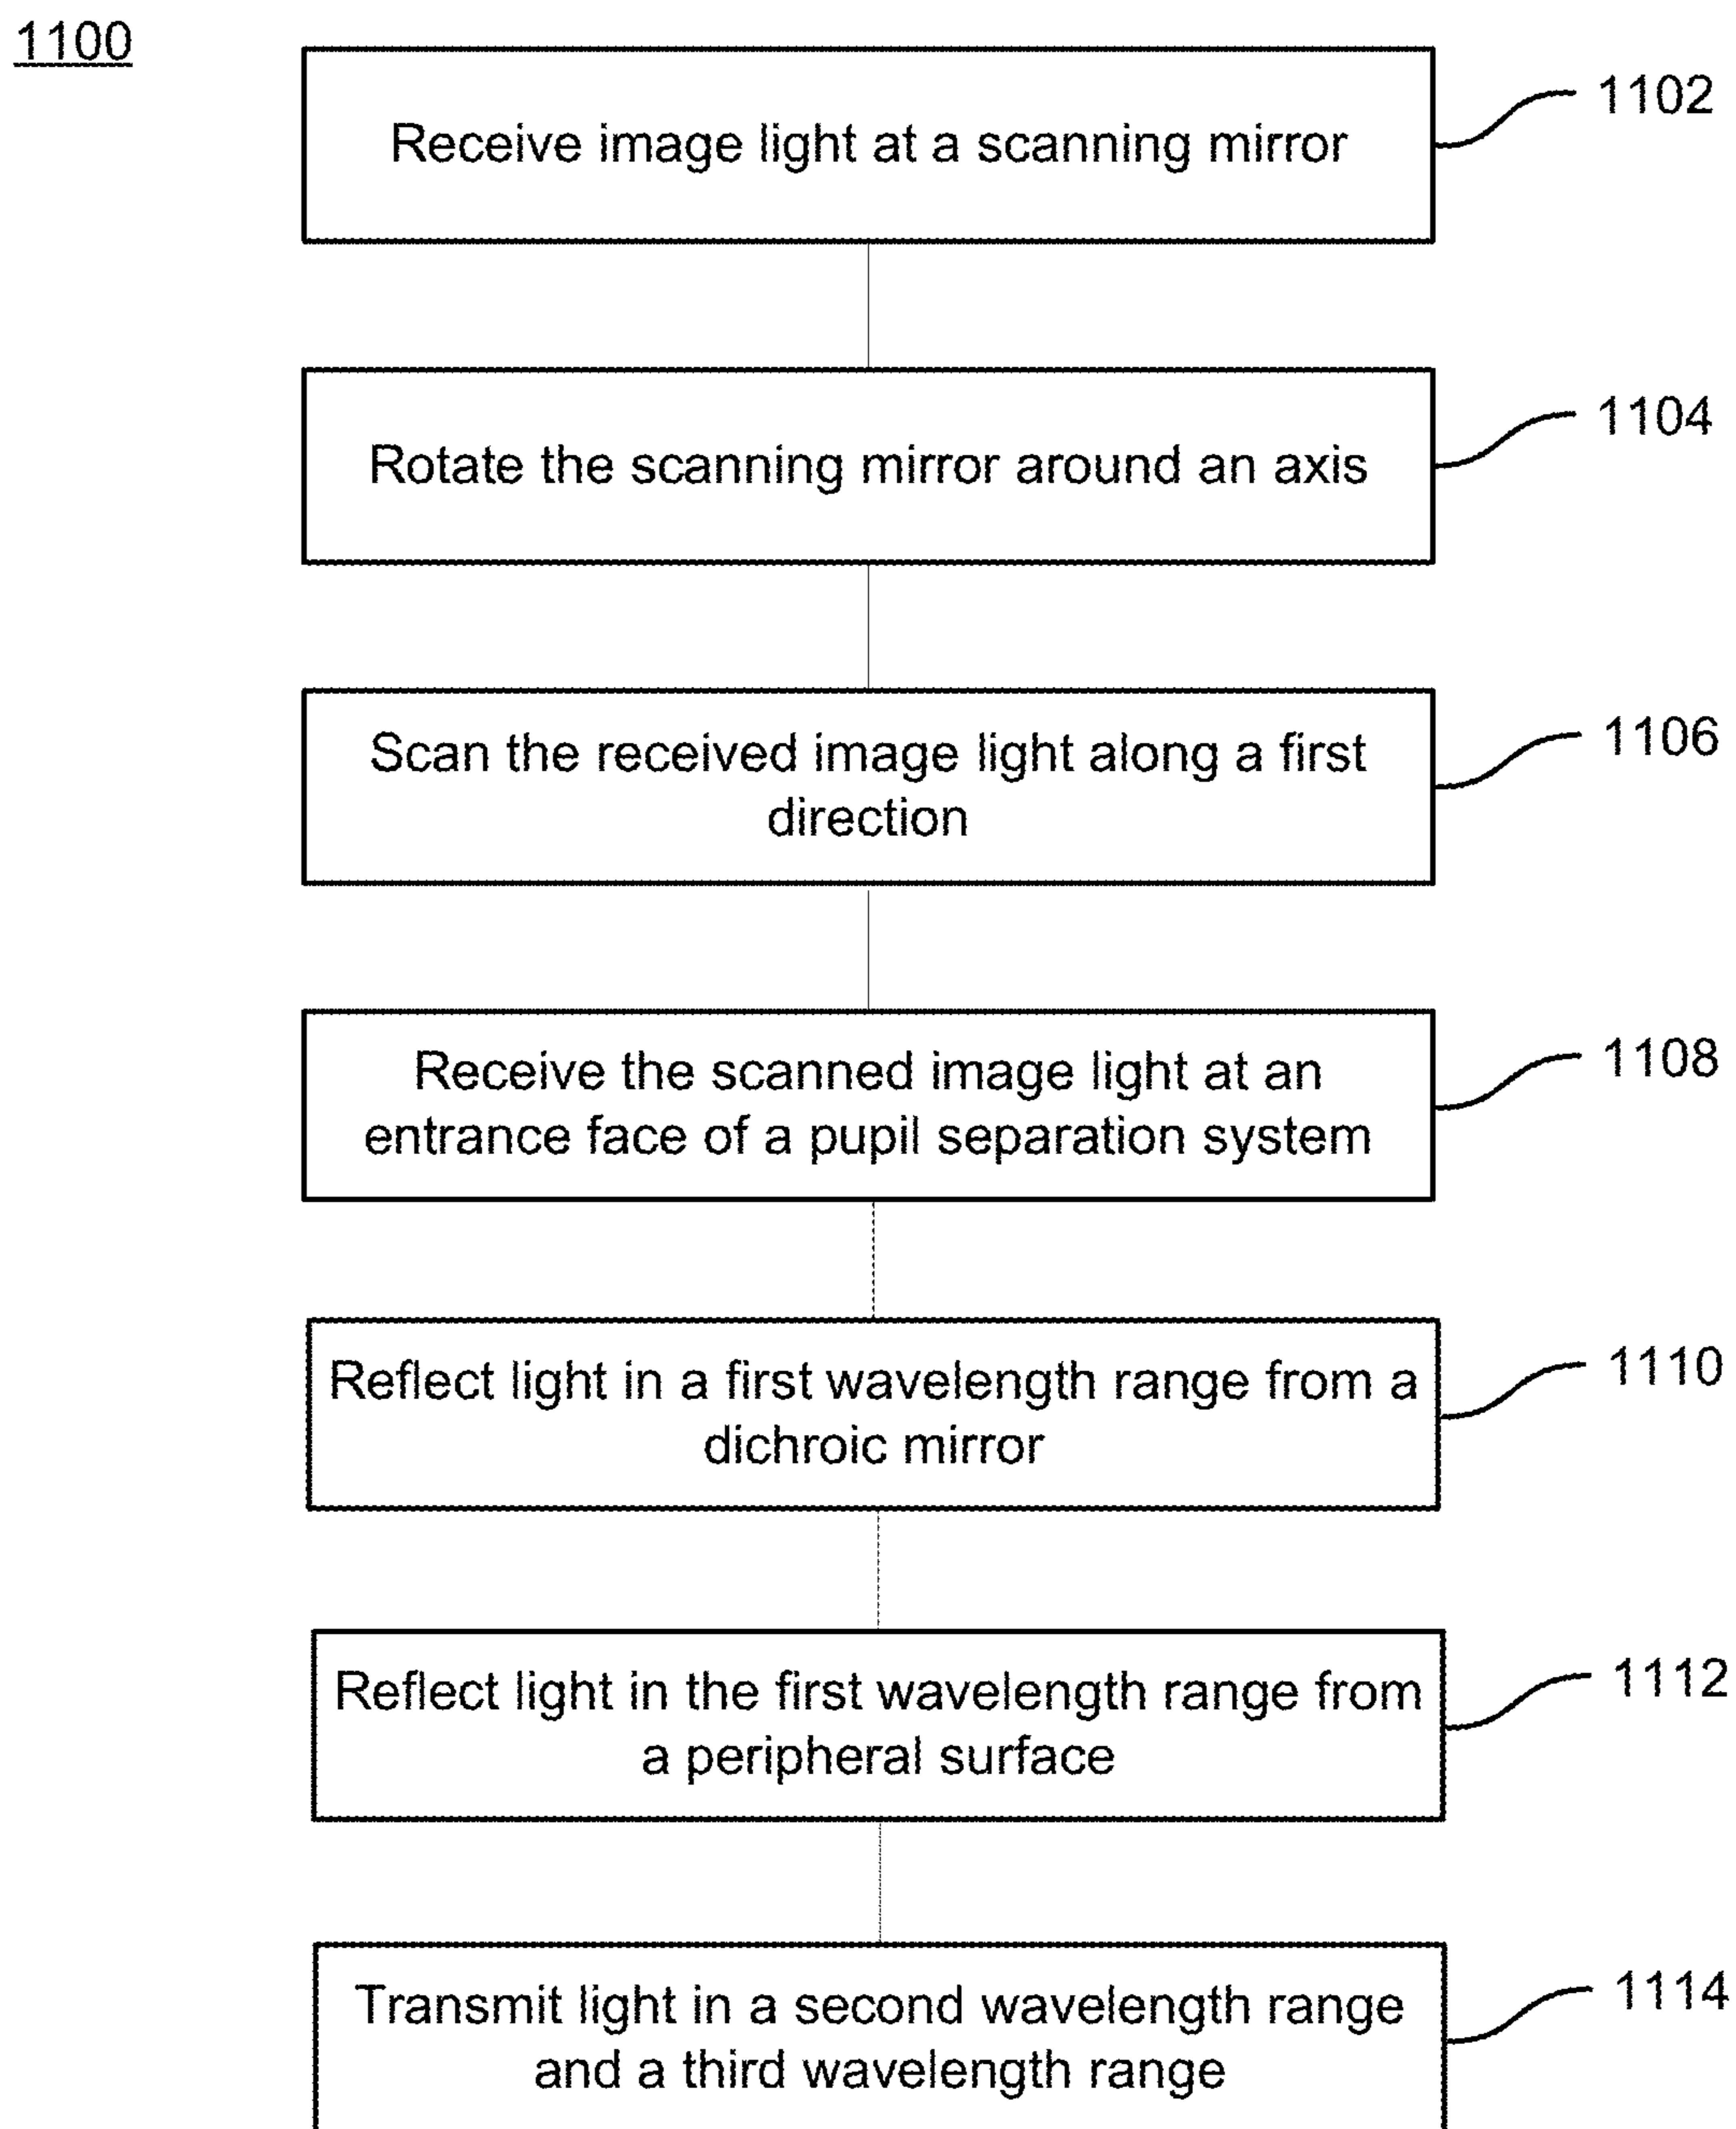 1100
Receive image light at a scanning mirror
1102
Rotate the scanning mirror around an axis
1104
Scan the received image light along a first
direction
1106
Receive the scanned image light at an
entrance face of a pupil separation system
1108
Reflect light in a first wavelength range from a
dichroic mirror
1110
Reflect light in the first wavelength range from
a peripheral surface
1112
Transmit light in a second wavelength range
and a third wavelength range
1114